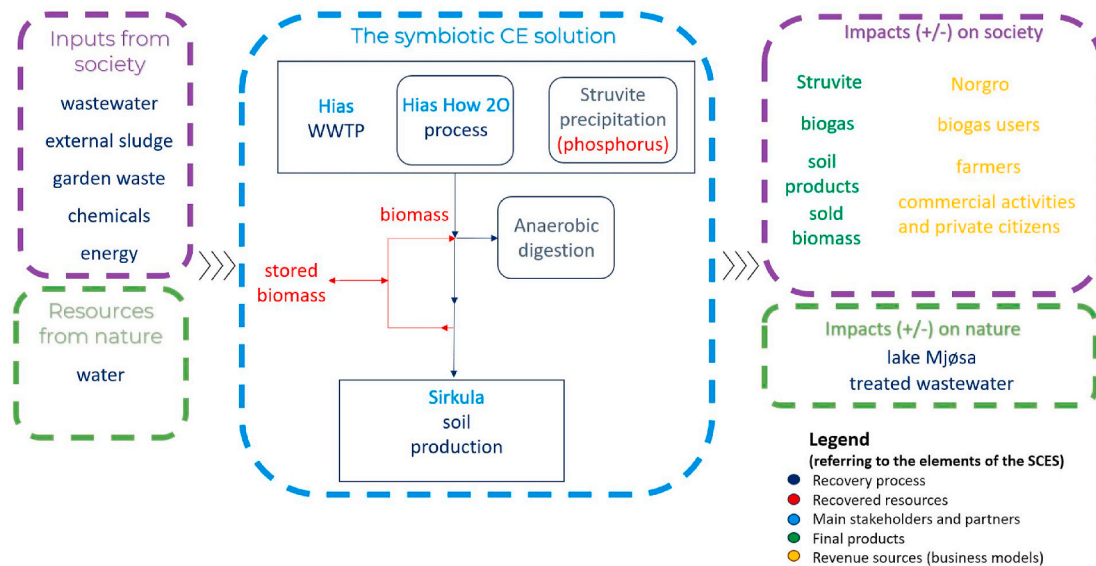 Inputs from
society
wastewater
external sludge
garden waste
chemicals
energy
Resources
from nature
water
The symbiotic CE solution
Hias
WWTP
Hias How 2O
process
Struvite
precipitation
(phosphorus)
biomass
Anaerobic
digestion
stored
biomass
Sirkula
soil
production
Impacts (+/-) on society
Struvite
Norgro
biogas
biogas users
soil
products
farmers
sold
biomass
commercial activities
and private citizens
Impacts (+/-) on nature
lake Mjøsa
treated wastewater
Legend
(referring to the elements of the SCES)
Recovery process
Recovered resources
Main stakeholders and partners
Final products
Revenue sources (business models)